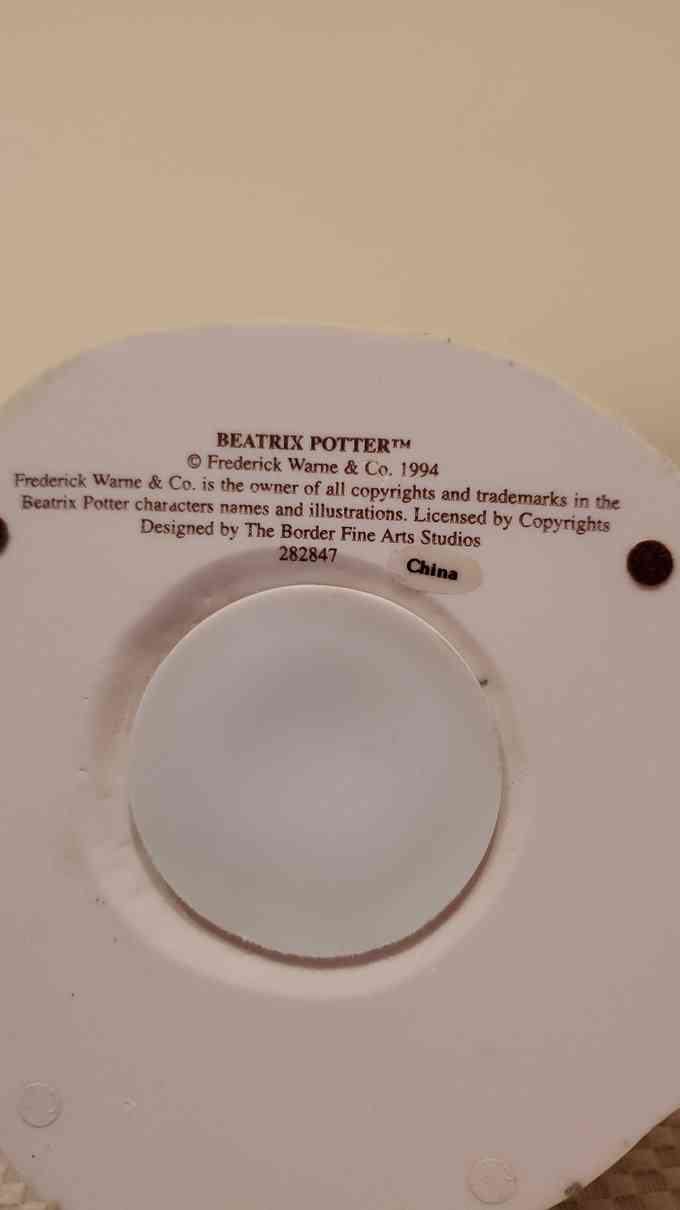 BEATRIX POTTER™
© Frederick Warne & Co. 1994
Frederick Warne & Co. is the owner of all copyrights and trademarks in the
Beatrix Potter characters names and illustrations. Licensed by Copyrights
Designed by The Border Fine Arts Studios
282847
China